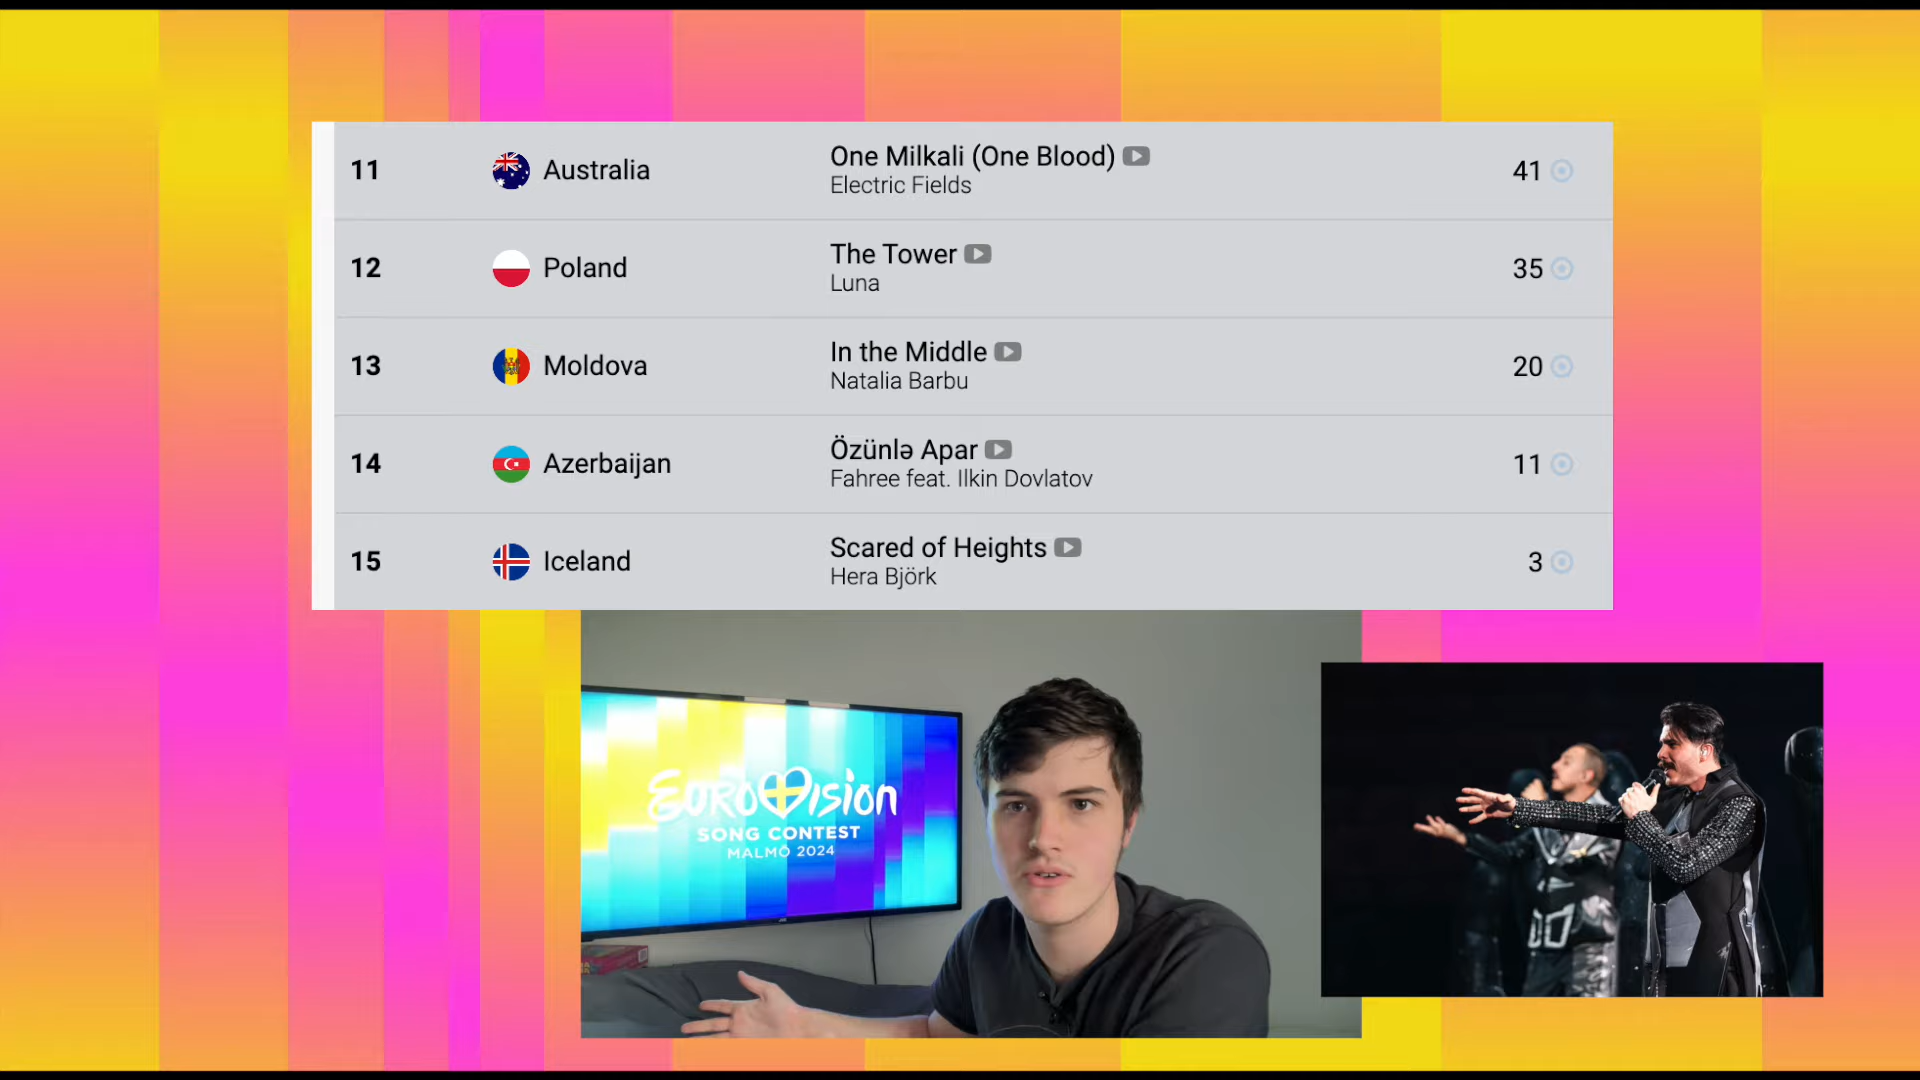 11
Australia
One Milkali (One Blood)
Electric Fields
41
12
Poland
The Tower
Luna
35
13
Moldova
In the Middle
Natalia Barbu
20
14
Azerbaijan
Özünlə Apar
Fahree feat. Ilkin Dovlatov
11
15
Iceland
Scared of Heights
Hera Björk
3
EUROVISION
SONG CONTEST
MALMÖ 2024